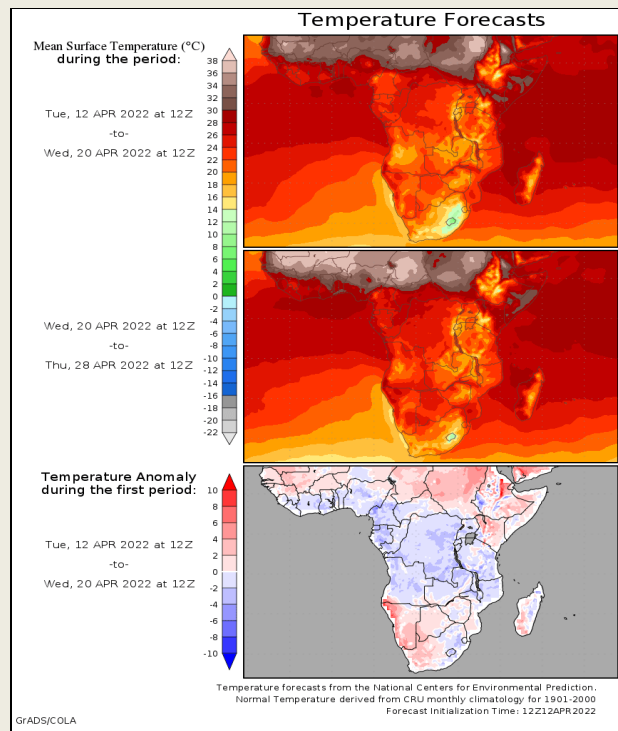 Temperature Forecasts
Mean Surface Temperature (°C)
during the period:
38
36
34
32
30
28
26
24
22
20
18
16
14
12
10
8
6
4
2
0
-2
-4
-6
-8
-10
-12
-14
-16
-17
-18
-20
-22
Tue, 12 APR 2022 at 12Z
-to-
Wed, 20 APR 2022 at 12Z
Wed, 20 APR 2022 at 12Z
-to-
Thu, 28 APR 2022 at 12Z
Temperature Anomaly
during the first period:
10
8
6
4
2
0
-2
-4
-6
-8
-10
Tue, 12 APR 2022 at 12Z
-to-
Wed, 20 APR 2022 at 12Z
Temperature forecasts from the National Centers for Environmental Prediction.
Normal Temperature derived from CRU monthly climatology for 1901-2000
Forecast Initialization Time: 12Z12APR2022
GrADS/COLA